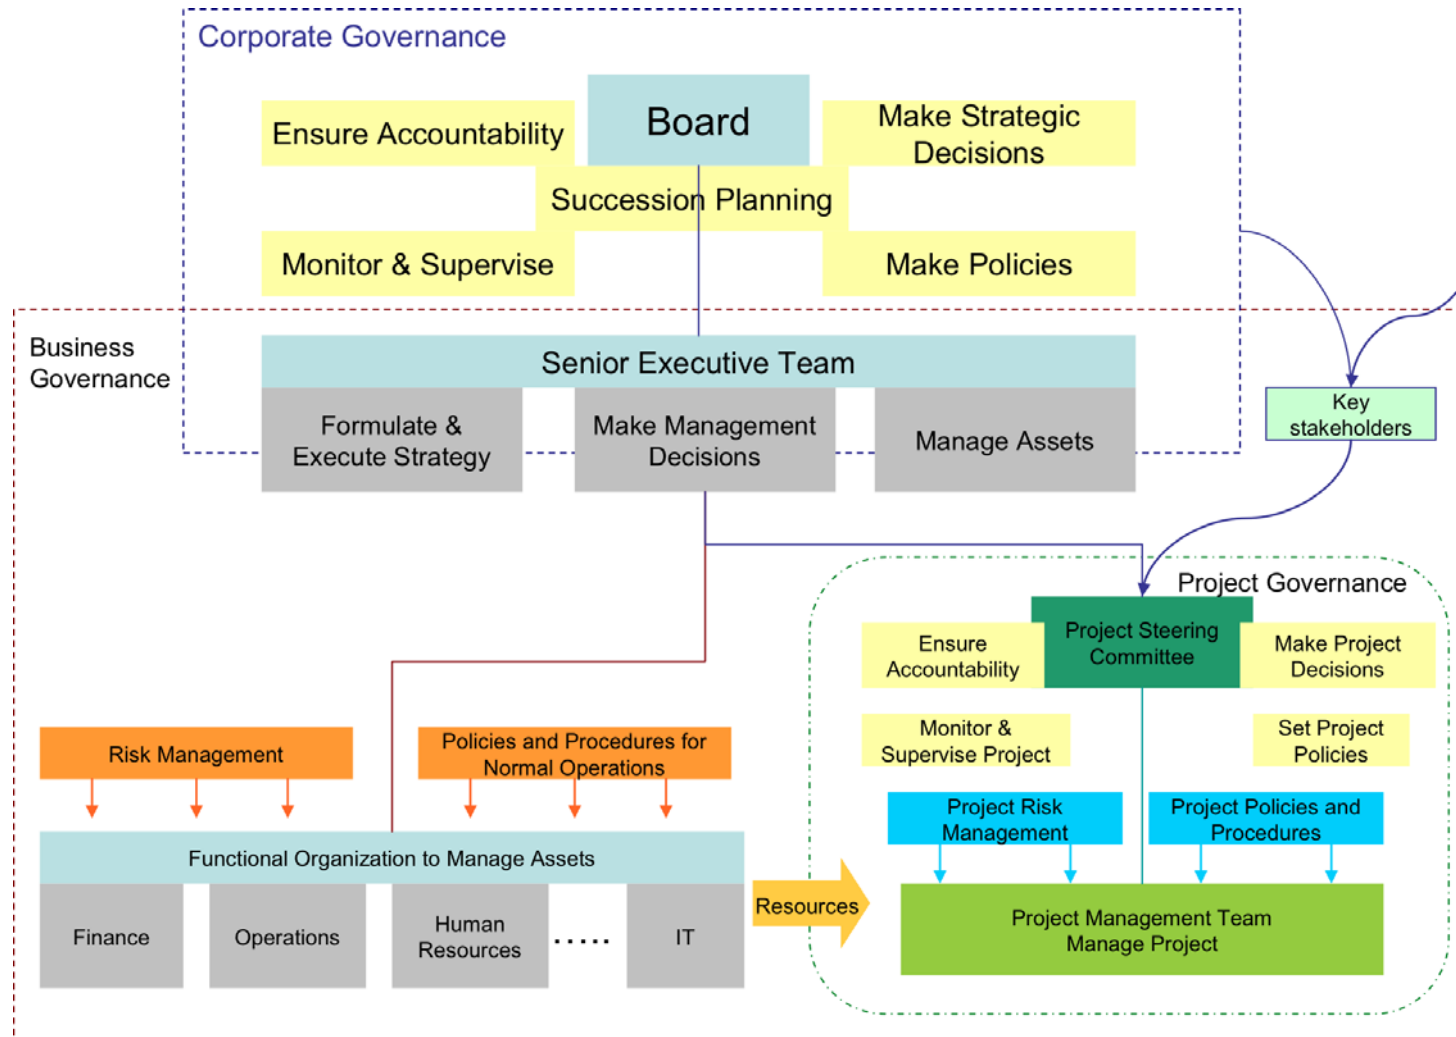 Corporate Governance
Board
Ensure Accountability
Make Strategic
Decisions
Succession Planning
Monitor & Supervise
Make Policies
Business
Governance
Senior Executive Team
Formulate &
Execute Strategy
Make Management
Decisions
Manage Assets
Key
stakeholders
Project Governance
Project Steering
Committee
Ensure
Accountability
Make Project
Decisions
Monitor &
Supervise Project
Set Project
Policies
Risk Management
Policies and Procedures for
Normal Operations
Project Risk
Management
Project Policies and
Procedures
Functional Organization to Manage Assets
Finance
Operations
Human
Resources
.....
IT
Resources
Project Management Team
Manage Project